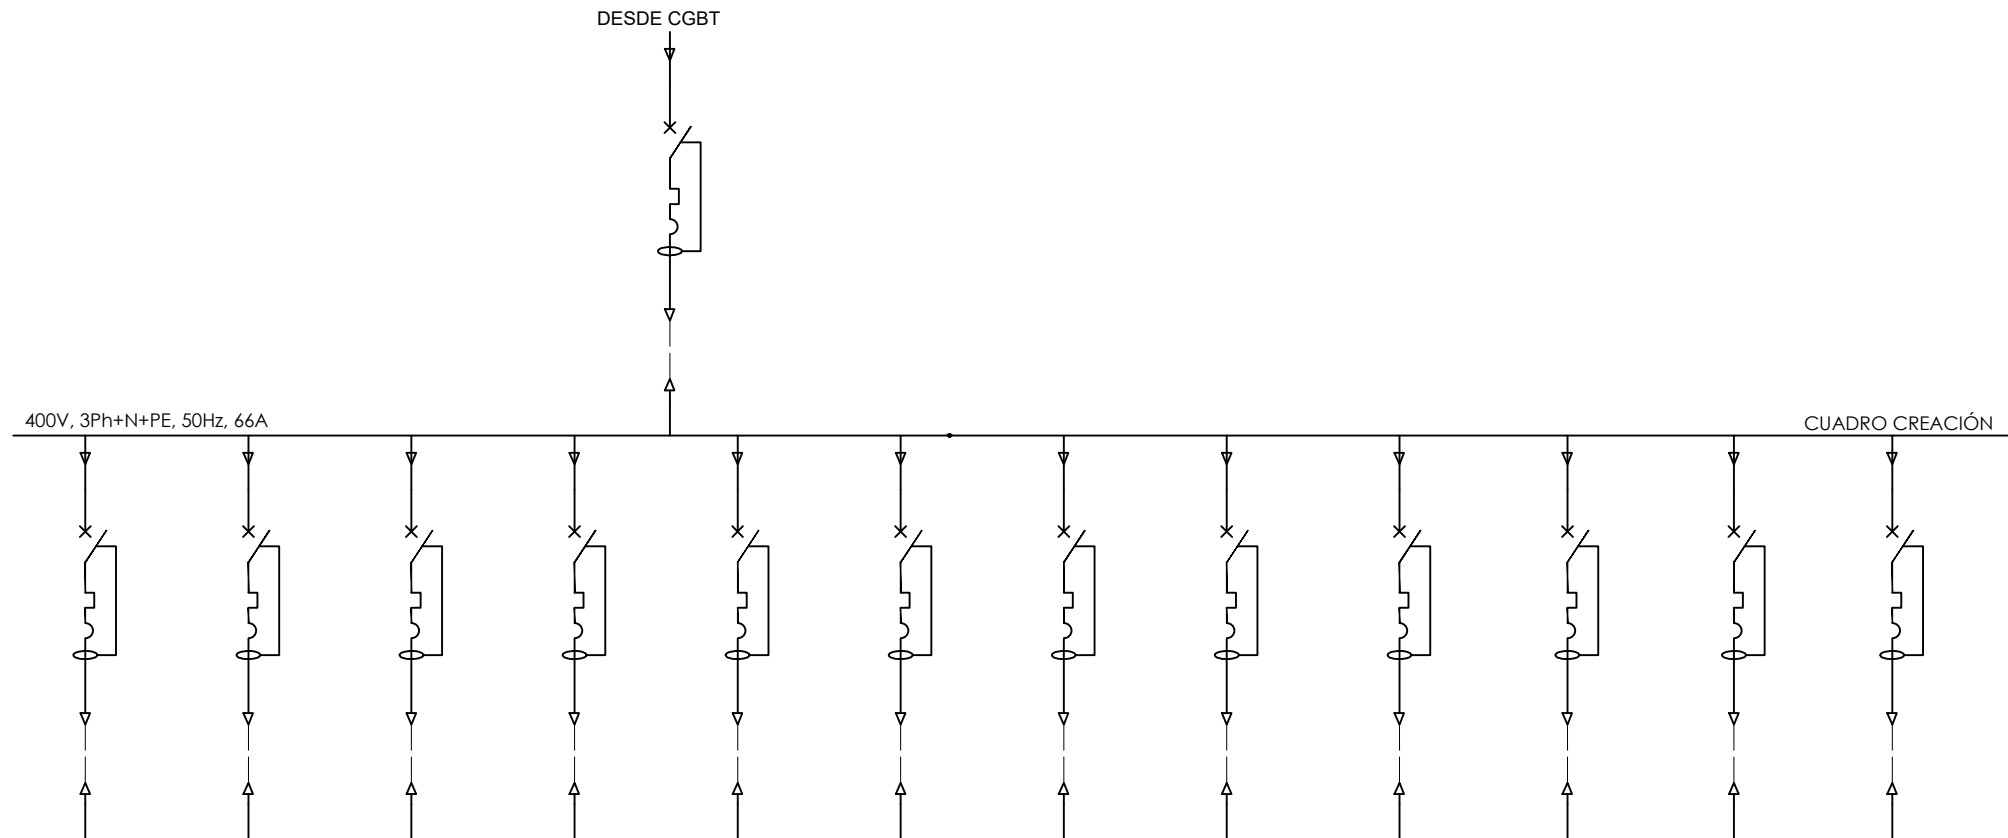 DESDE CGBT
400V, 3Ph+N+PE, 50Hz, 66A
CUADRO CREACIÓN